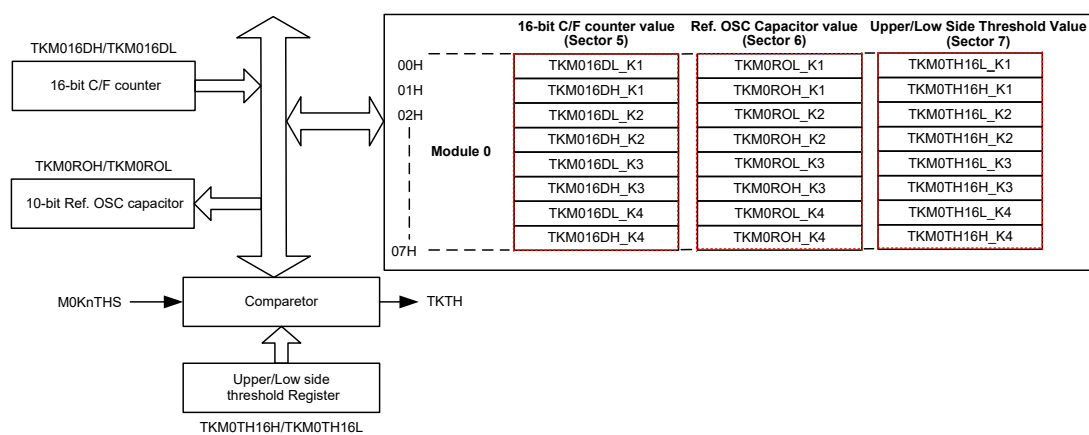 TKM016DH/TKM016DL
16-bit C/F counter
TKM0ROH/TKM0ROL
10-bit Ref. OSC capacitor
M0KnTHS
Comparetor
TKTH
Upper/Low side
threshold Register
TKM0TH16H/TKM0TH16L
16-bit C/F counter value
(Sector 5)
Ref. OSC Capacitor value
(Sector 6)
Upper/Low Side Threshold Value
(Sector 7)
00H
01H
02H
07H
Module 0
TKM016DL_K1
TKM0ROL_K1
TKM0TH16L_K1
TKM016DH_K1
TKM0ROH_K1
TKM0TH16H_K1
TKM016DL_K2
TKM0ROL_K2
TKM0TH16L_K2
TKM016DH_K2
TKM0ROH_K2
TKM0TH16H_K2
TKM016DL_K3
TKM0ROL_K3
TKM0TH16L_K3
TKM016DH_K3
TKM0ROH_K3
TKM0TH16H_K3
TKM016DL_K4
TKM0ROL_K4
TKM0TH16L_K4
TKM016DH_K4
TKM0ROH_K4
TKM0TH16H_K4